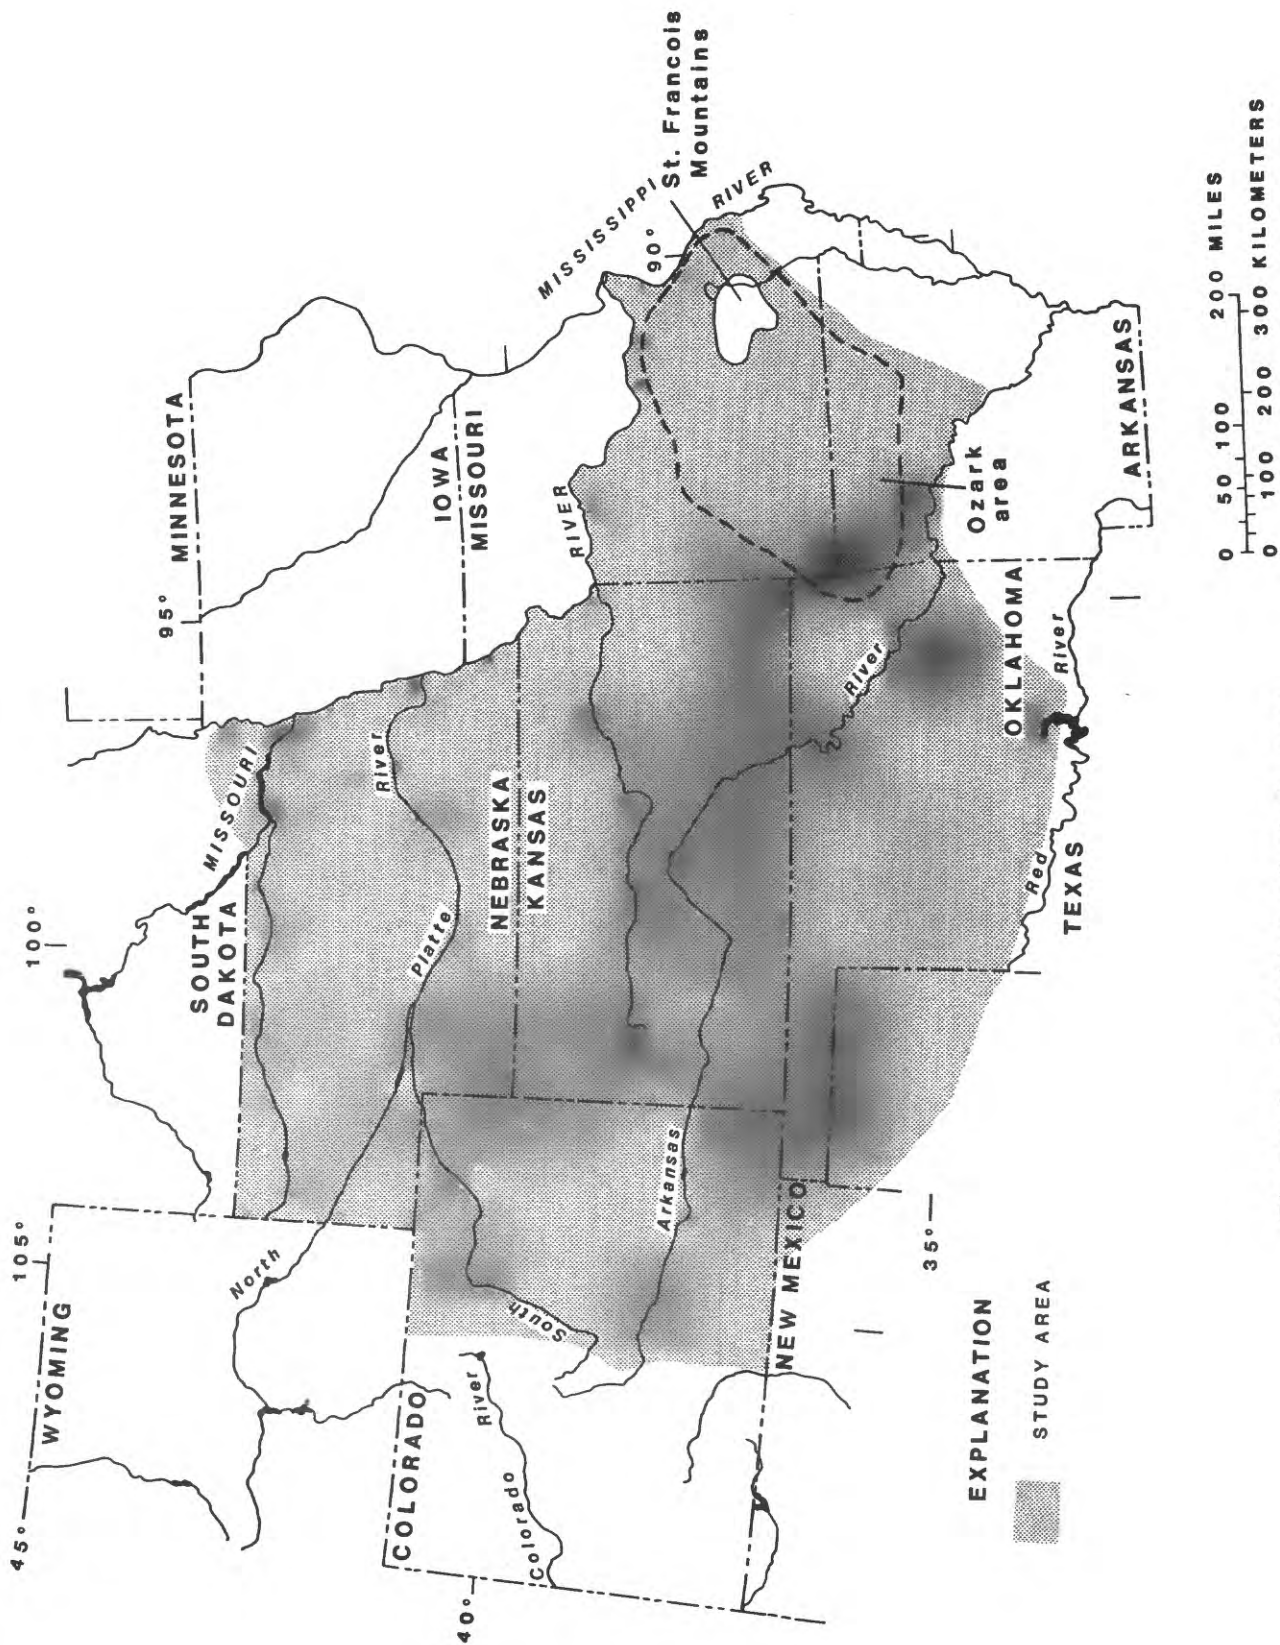 45°
105°
100°
95°
90°
40°
35°
WYOMING
SOUTH
DAKOTA
MINNESOTA
IOWA
MISSOURI
NEBRASKA
KANSAS
COLORADO
NEW MEXICO
OKLAHOMA
TEXAS
ARKANSAS
MISSOURI
RIVER
MISSISSIPPI
RIVER
North
Platte
River
South
Colorado
River
Arkansas
River
Red
River
St. Francois
Mountains
Ozark
area
EXPLANATION
STUDY AREA
0 50 100 200 MILES
0 100 200 300 KILOMETERS